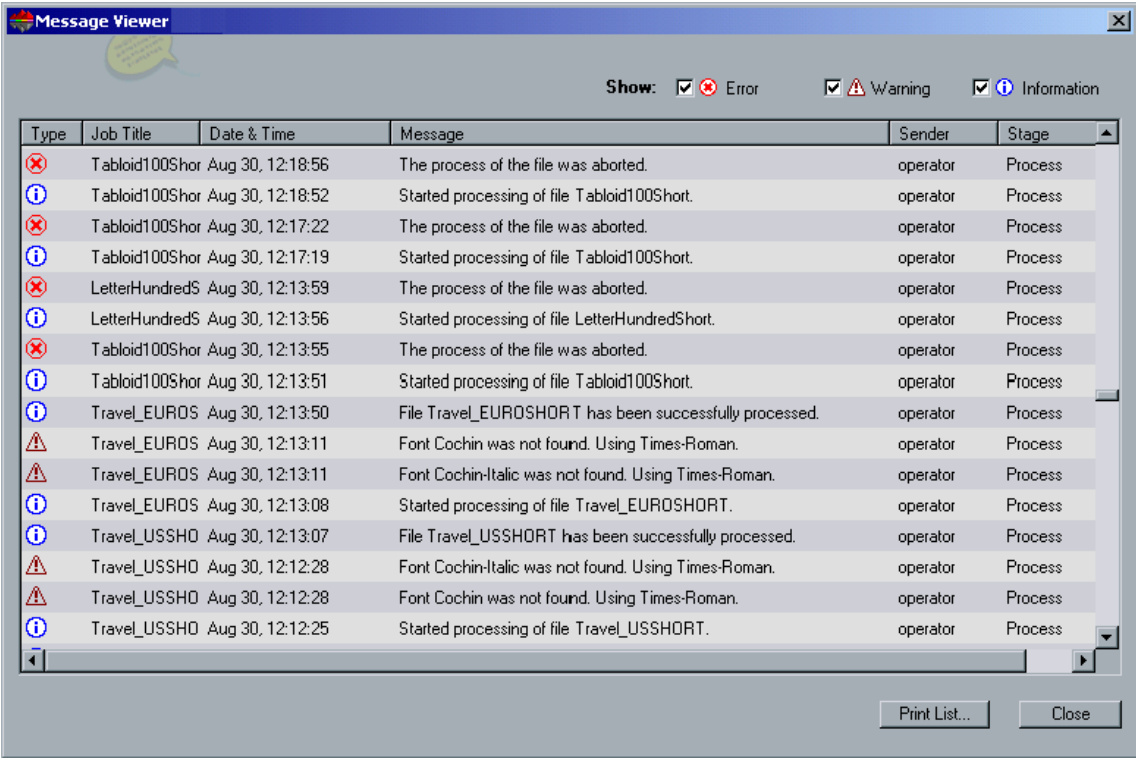 Message Viewer
Show: Error Warning Information
Type Job Title Date & Time Message Sender Stage
Tabloid100Shor Aug 30, 12:18:56 The process of the file was aborted. operator Process
Tabloid100Shor Aug 30, 12:18:52 Started processing of file Tabloid100Short. operator Process
Tabloid100Shor Aug 30, 12:17:22 The process of the file was aborted. operator Process
Tabloid100Shor Aug 30, 12:17:19 Started processing of file Tabloid100Short. operator Process
LetterHundredS Aug 30, 12:13:59 The process of the file was aborted. operator Process
LetterHundredS Aug 30, 12:13:56 Started processing of file LetterHundredShort. operator Process
Tabloid100Shor Aug 30, 12:13:55 The process of the file was aborted. operator Process
Tabloid100Shor Aug 30, 12:13:51 Started processing of file Tabloid100Short. operator Process
Travel_EUROS Aug 30, 12:13:50 File Travel_EUROSHORT has been successfully processed. operator Process
Travel_EUROS Aug 30, 12:13:11 Font Cochin was not found. Using Times-Roman. operator Process
Travel_EUROS Aug 30, 12:13:11 Font Cochin-Italic was not found. Using Times-Roman. operator Process
Travel_EUROS Aug 30, 12:13:08 Started processing of file Travel_EUROSHORT. operator Process
Travel_USSHO Aug 30, 12:13:07 File Travel_USSHORT has been successfully processed. operator Process
Travel_USSHO Aug 30, 12:12:28 Font Cochin-Italic was not found. Using Times-Roman. operator Process
Travel_USSHO Aug 30, 12:12:28 Font Cochin was not found. Using Times-Roman. operator Process
Travel_USSHO Aug 30, 12:12:25 Started processing of file Travel_USSHORT. operator Process
Print List... Close